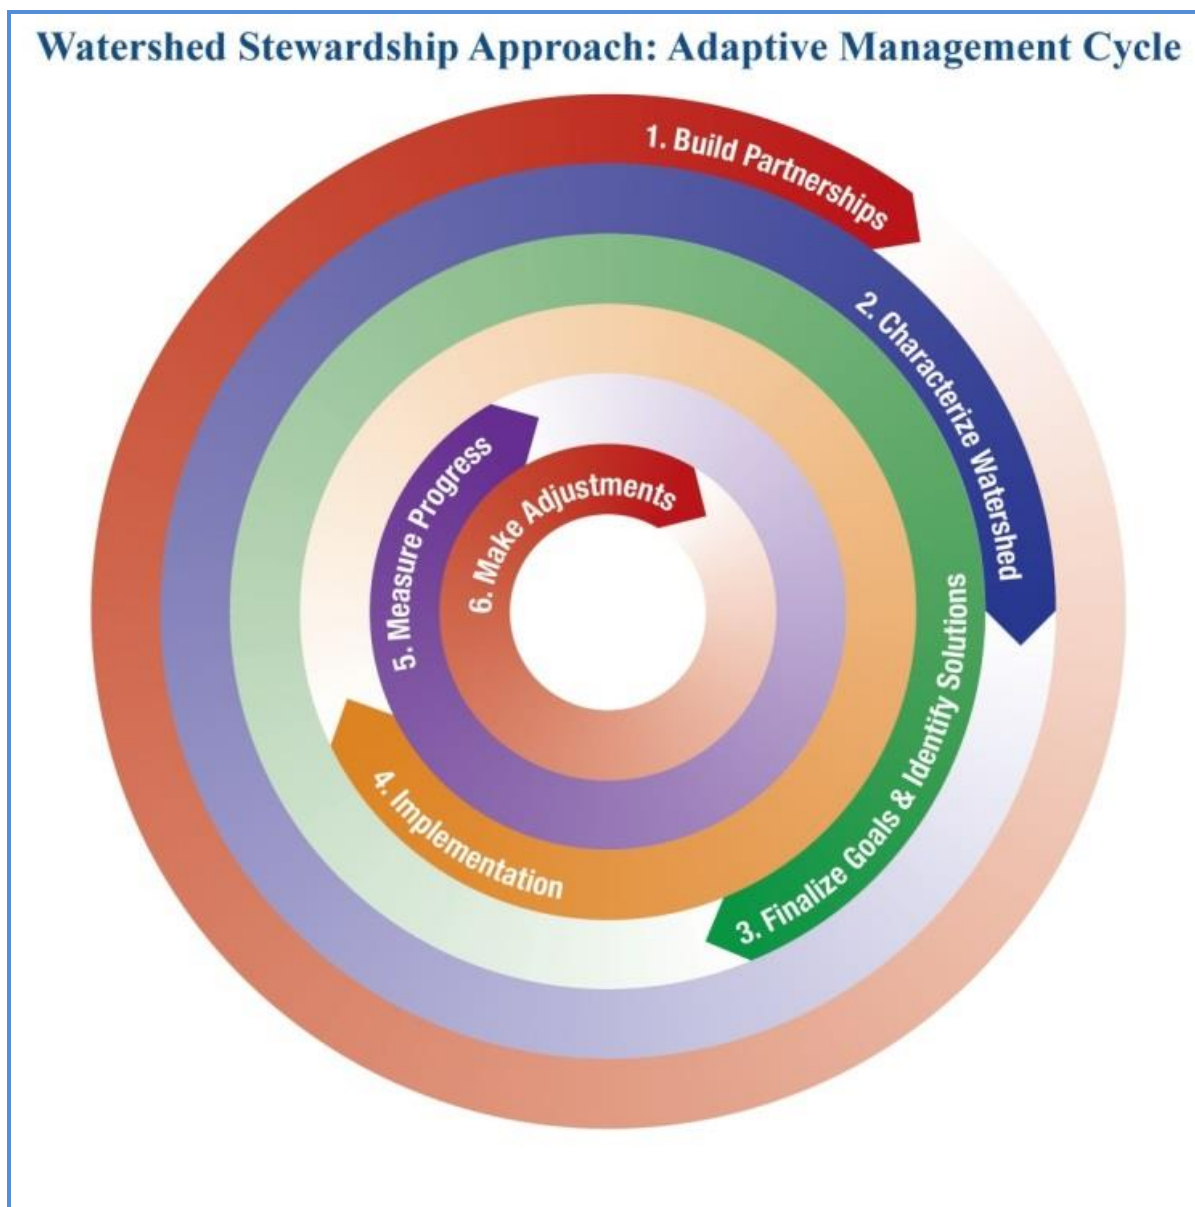 Watershed Stewardship Approach: Adaptive Management Cycle
1. Build Partnerships
2. Characterize Watershed
3. Finalize Goals & Identify Solutions
4. Implementation
5. Measure Progress
6. Make Adjustments